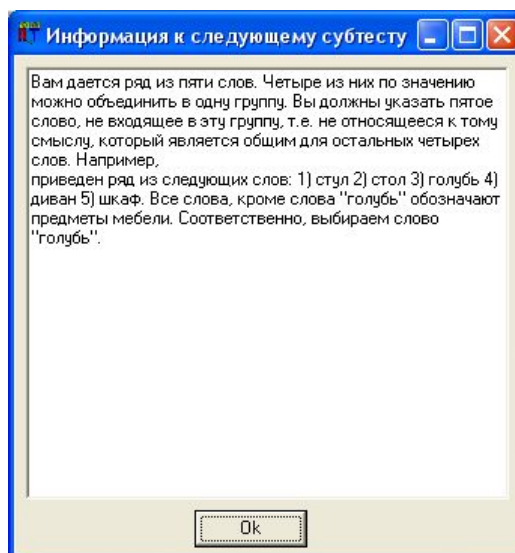 Информация к следующему субтесту
Вам дается ряд из пяти слов. Четыре из них по значению
можно объединить в одну группу. Вы должны указать пятое
слово, не входящее в эту группу, т.е. не относящееся к тому
смыслу, который является общим для остальных четырех
слов. Например,
приведен ряд из следующих слов: 1) стул 2) стол 3) голубь 4)
диван 5) шкаф. Все слова, кроме слова "голубь" обозначают
предметы мебели. Соответственно, выбираем слово
"голубь".
Ok